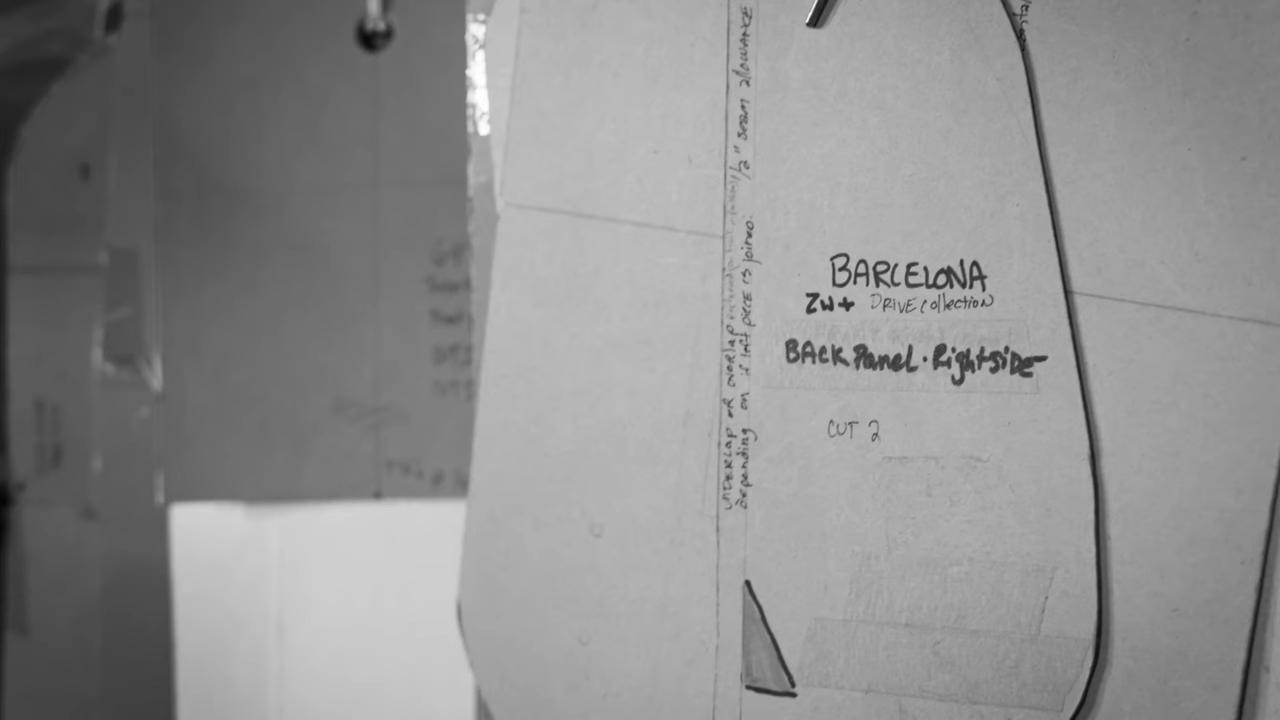 BARCELONA
ZW+ DRIVE collection
BACK Panel · Right side
CUT 2
UNDERLAP or overlap 1/2" seam allowance
depending on if left piece is joined.